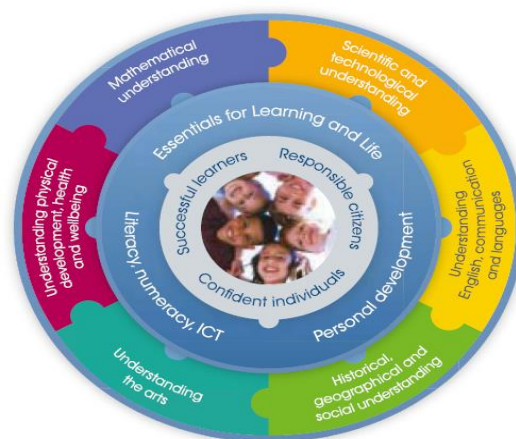 Mathematical
understanding
Scientific and
technological
understanding
Understanding physical
development, health
and wellbeing
Essentials for Learning and Life
Successful learners
Responsible citizens
Confident individuals
Literacy, numeracy, ICT
Personal development
Understanding
English, communication
and languages
Understanding
the arts
Historical,
geographical and
social understanding